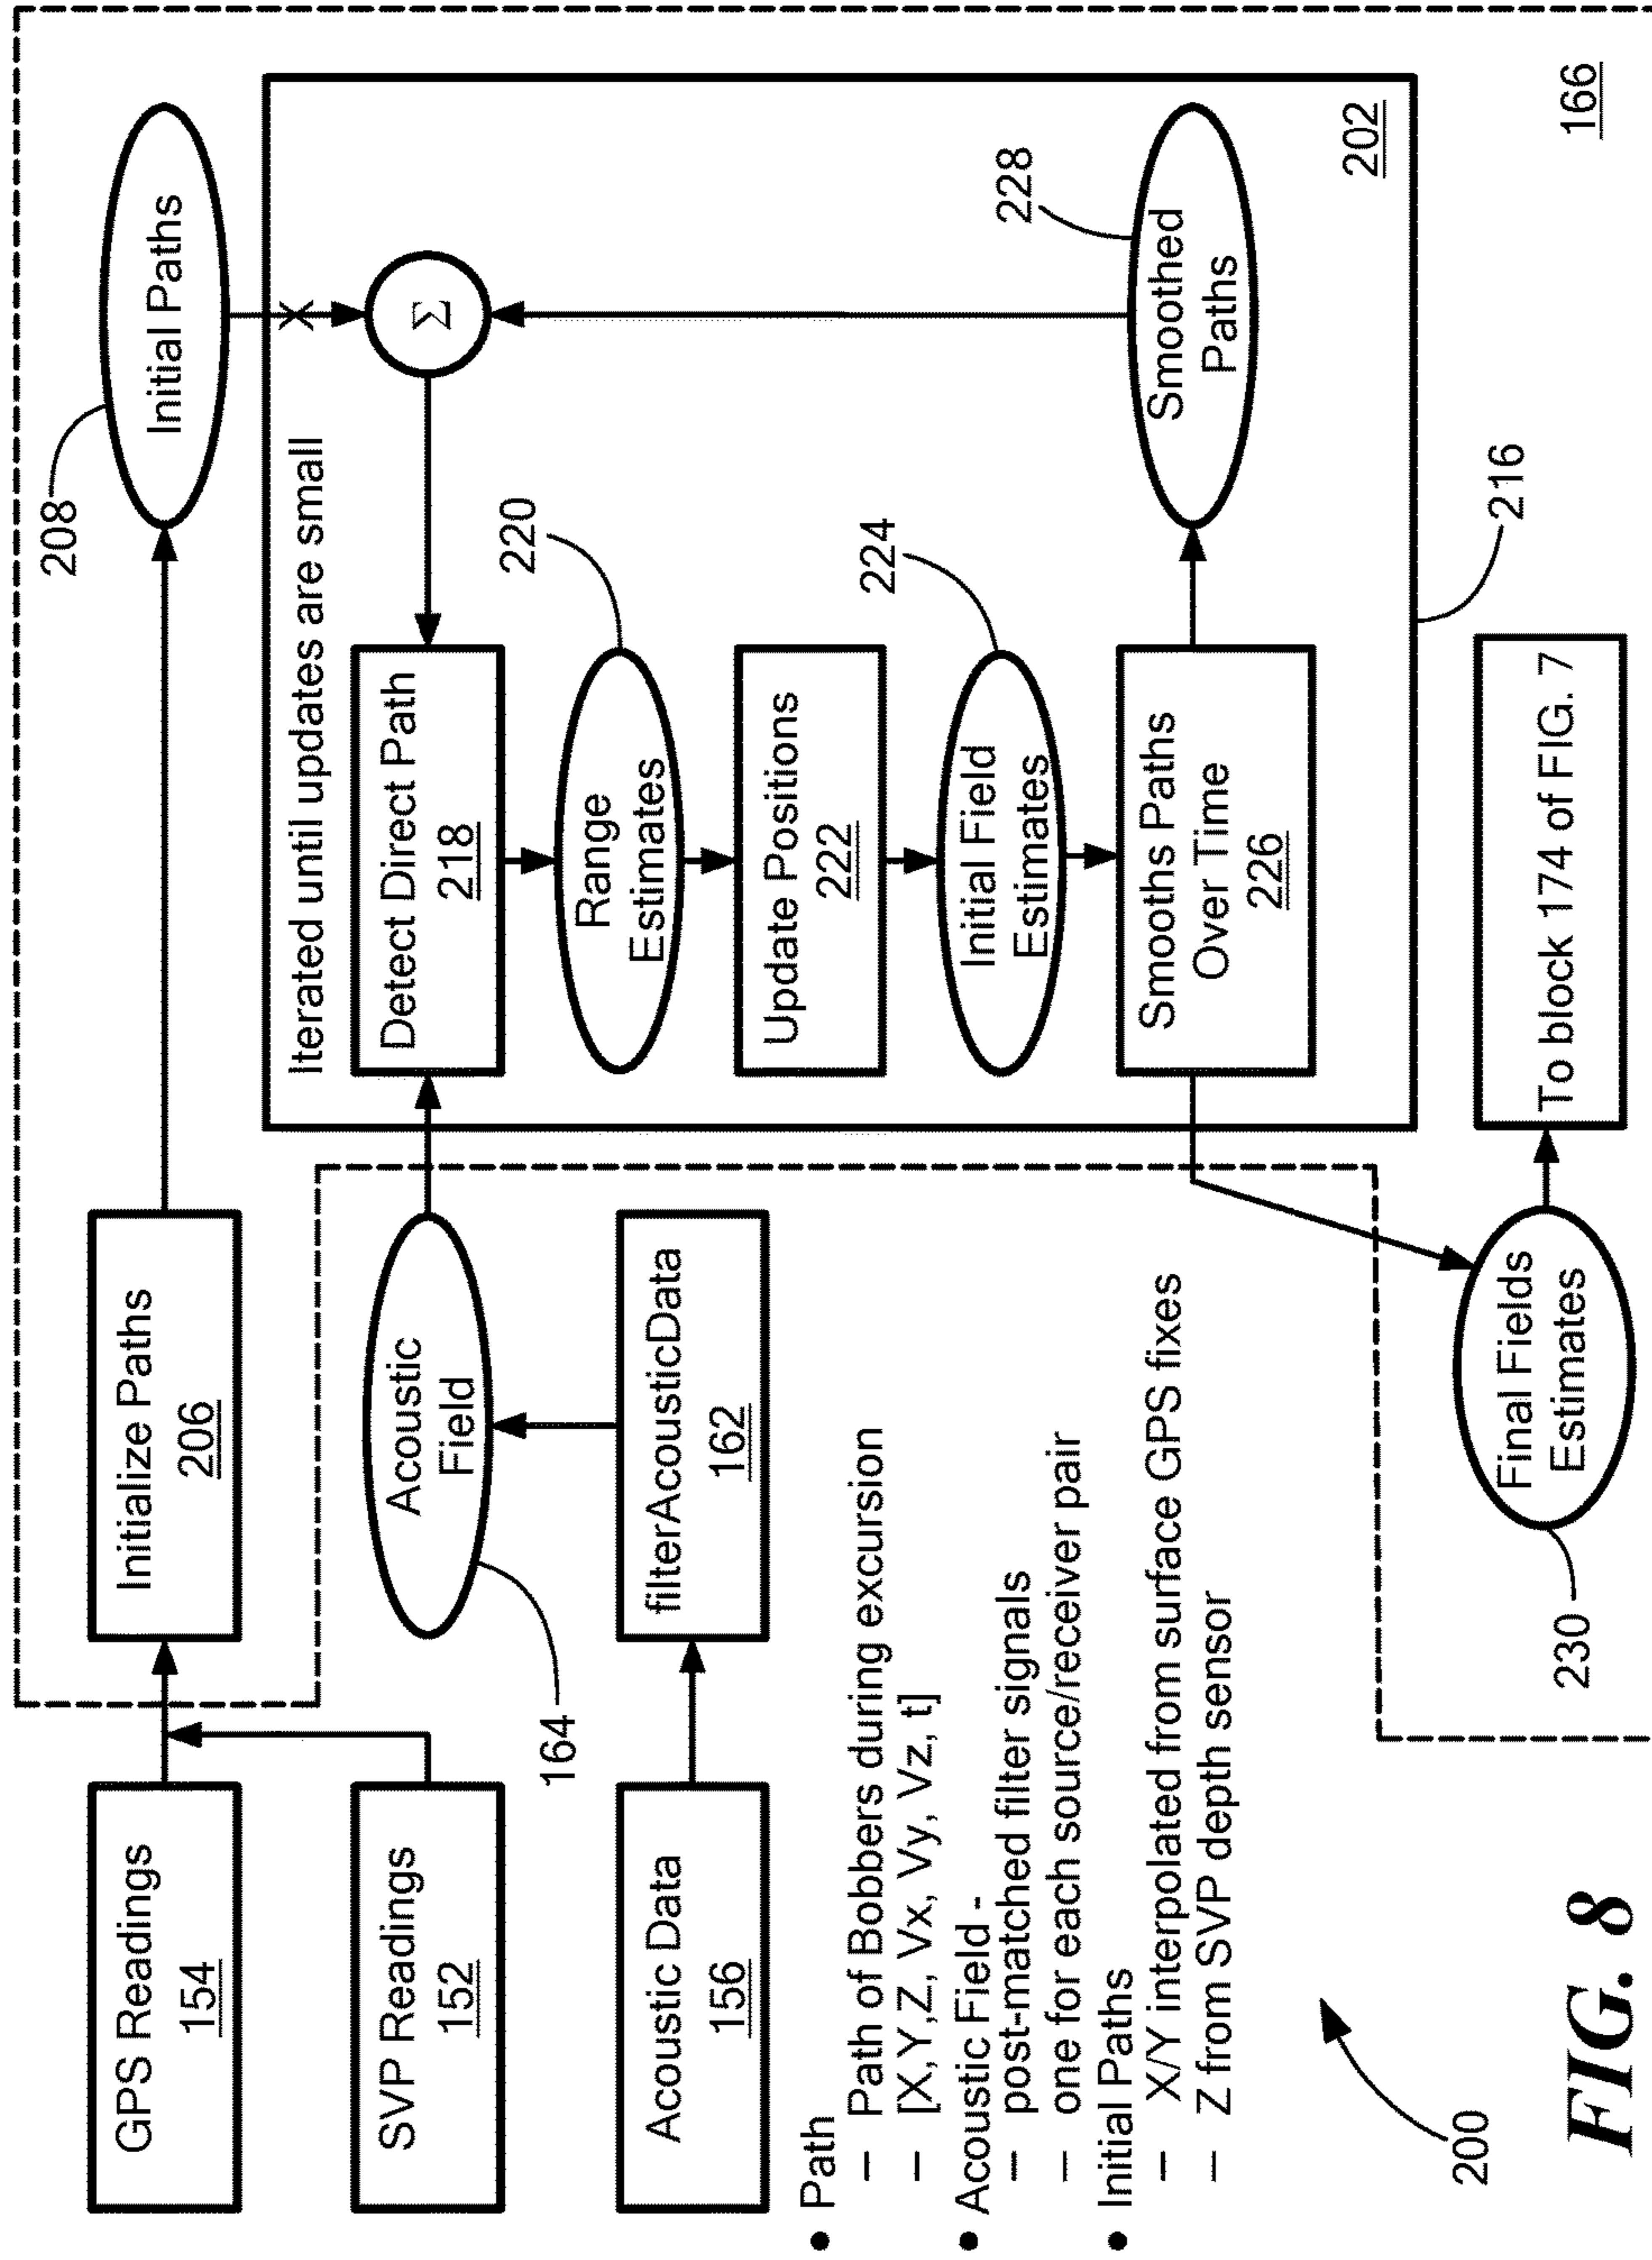 GPS Readings
154
SVP Readings
152
Acoustic Data
156
Initialize Paths
206
Acoustic
Field
164
filterAcousticData
162
208
Initial Paths
Iterated until updates are small
X
Σ
Detect Direct Path
218
220
Range
Estimates
Update Positions
222
224
Initial Field
Estimates
Smooths Paths
Over Time
226
228
Smoothed
Paths
202
216
166
Final Fields
Estimates
230
To block 174 of FIG. 7
• Path
– Path of Bobbers during excursion
– [X,Y,Z, Vx, Vy, Vz, t]
• Acoustic Field -
– post-matched filter signals
– one for each source/receiver pair
• Initial Paths
– X/Y interpolated from surface GPS fixes
– Z from SVP depth sensor
200
FIG. 8